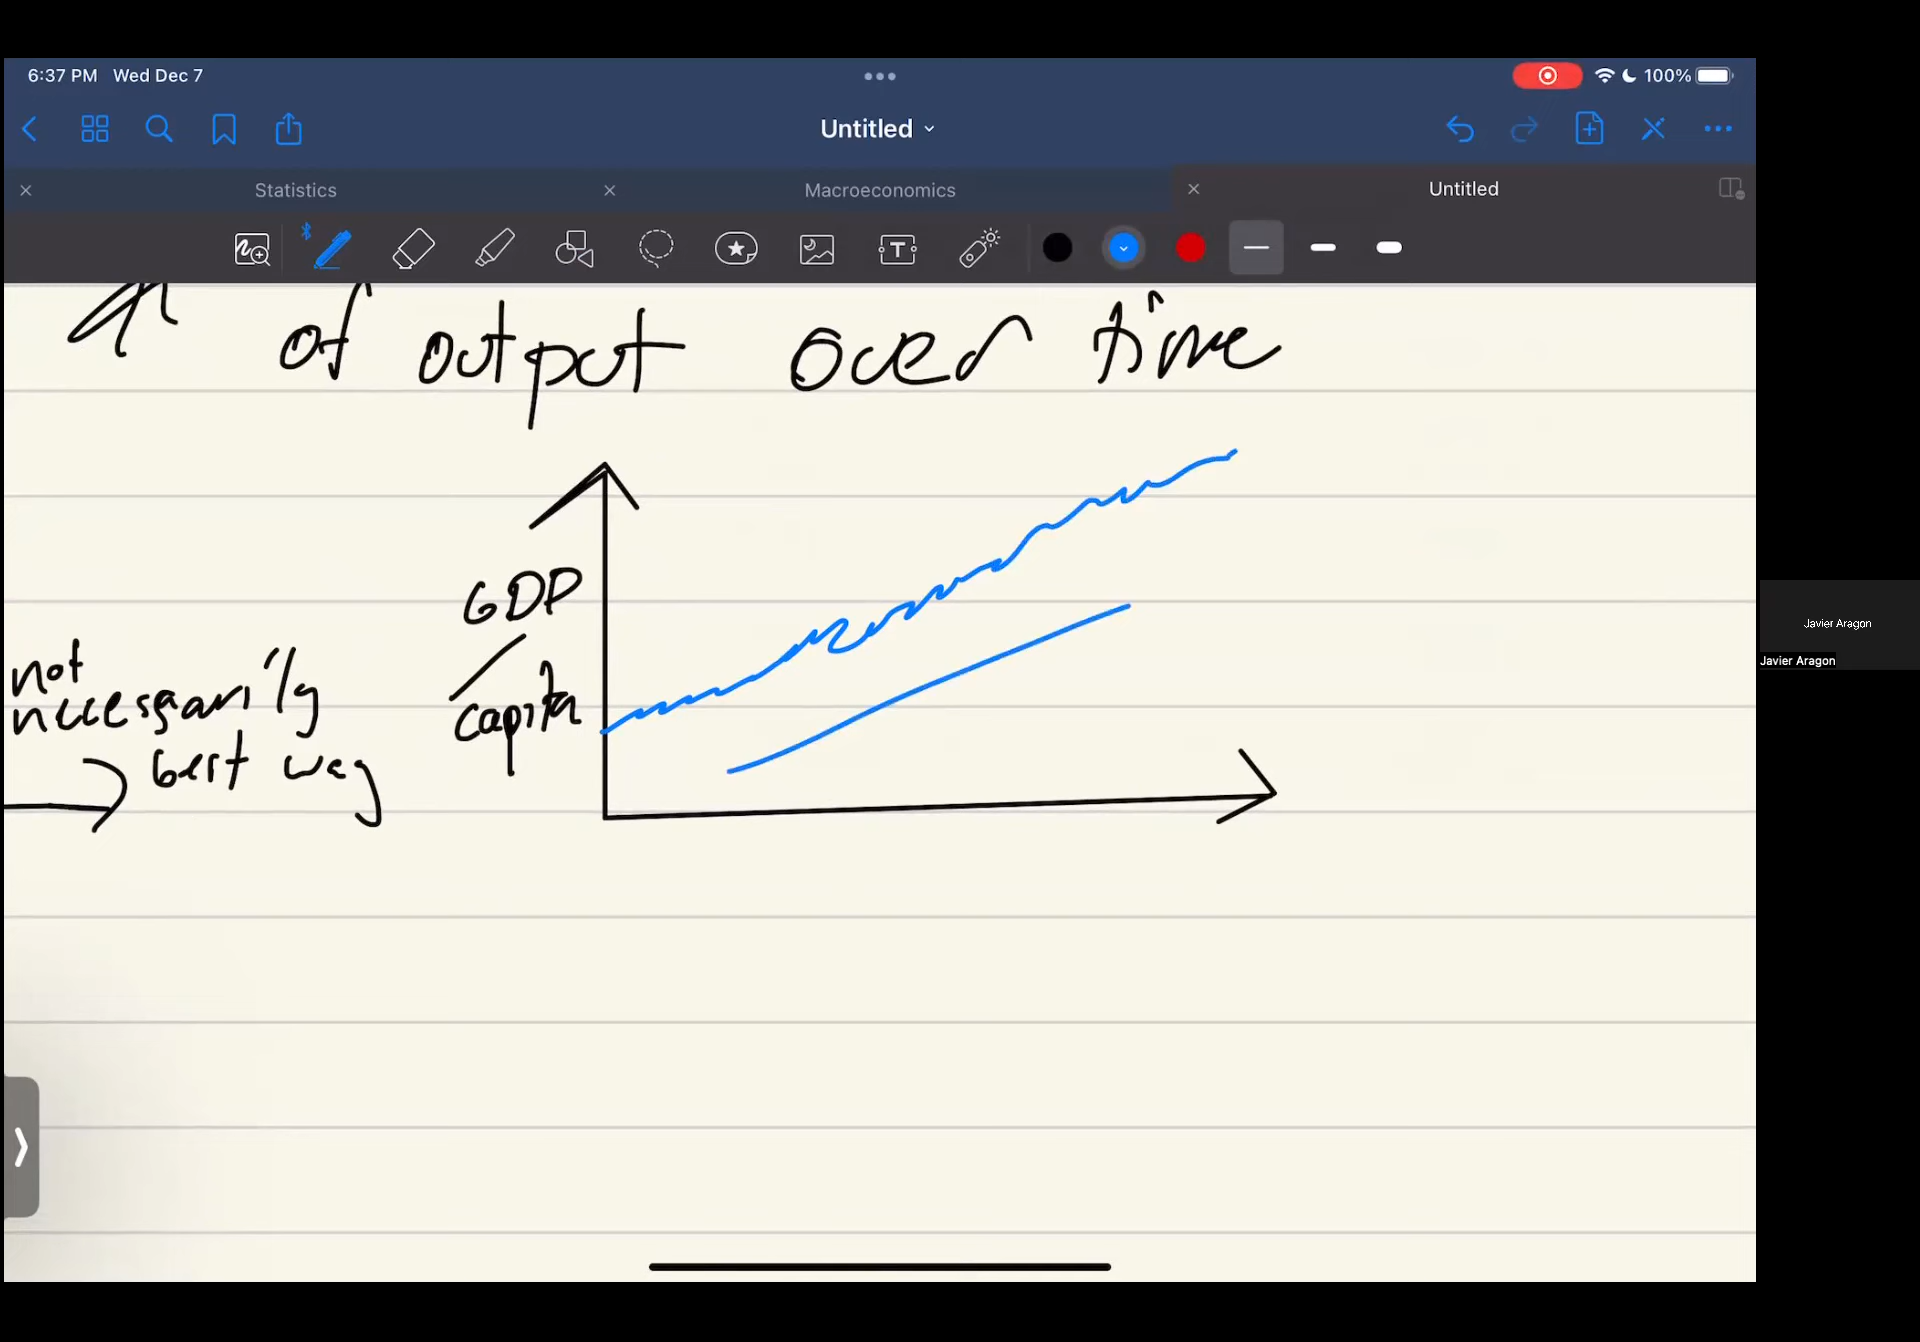 6:37 PM Wed Dec 7
100%
Untitled
Statistics
Macroeconomics
Untitled
of output over time
GDP
/
capita
not
necessarily
best way
Javier Aragon
Javier Aragon